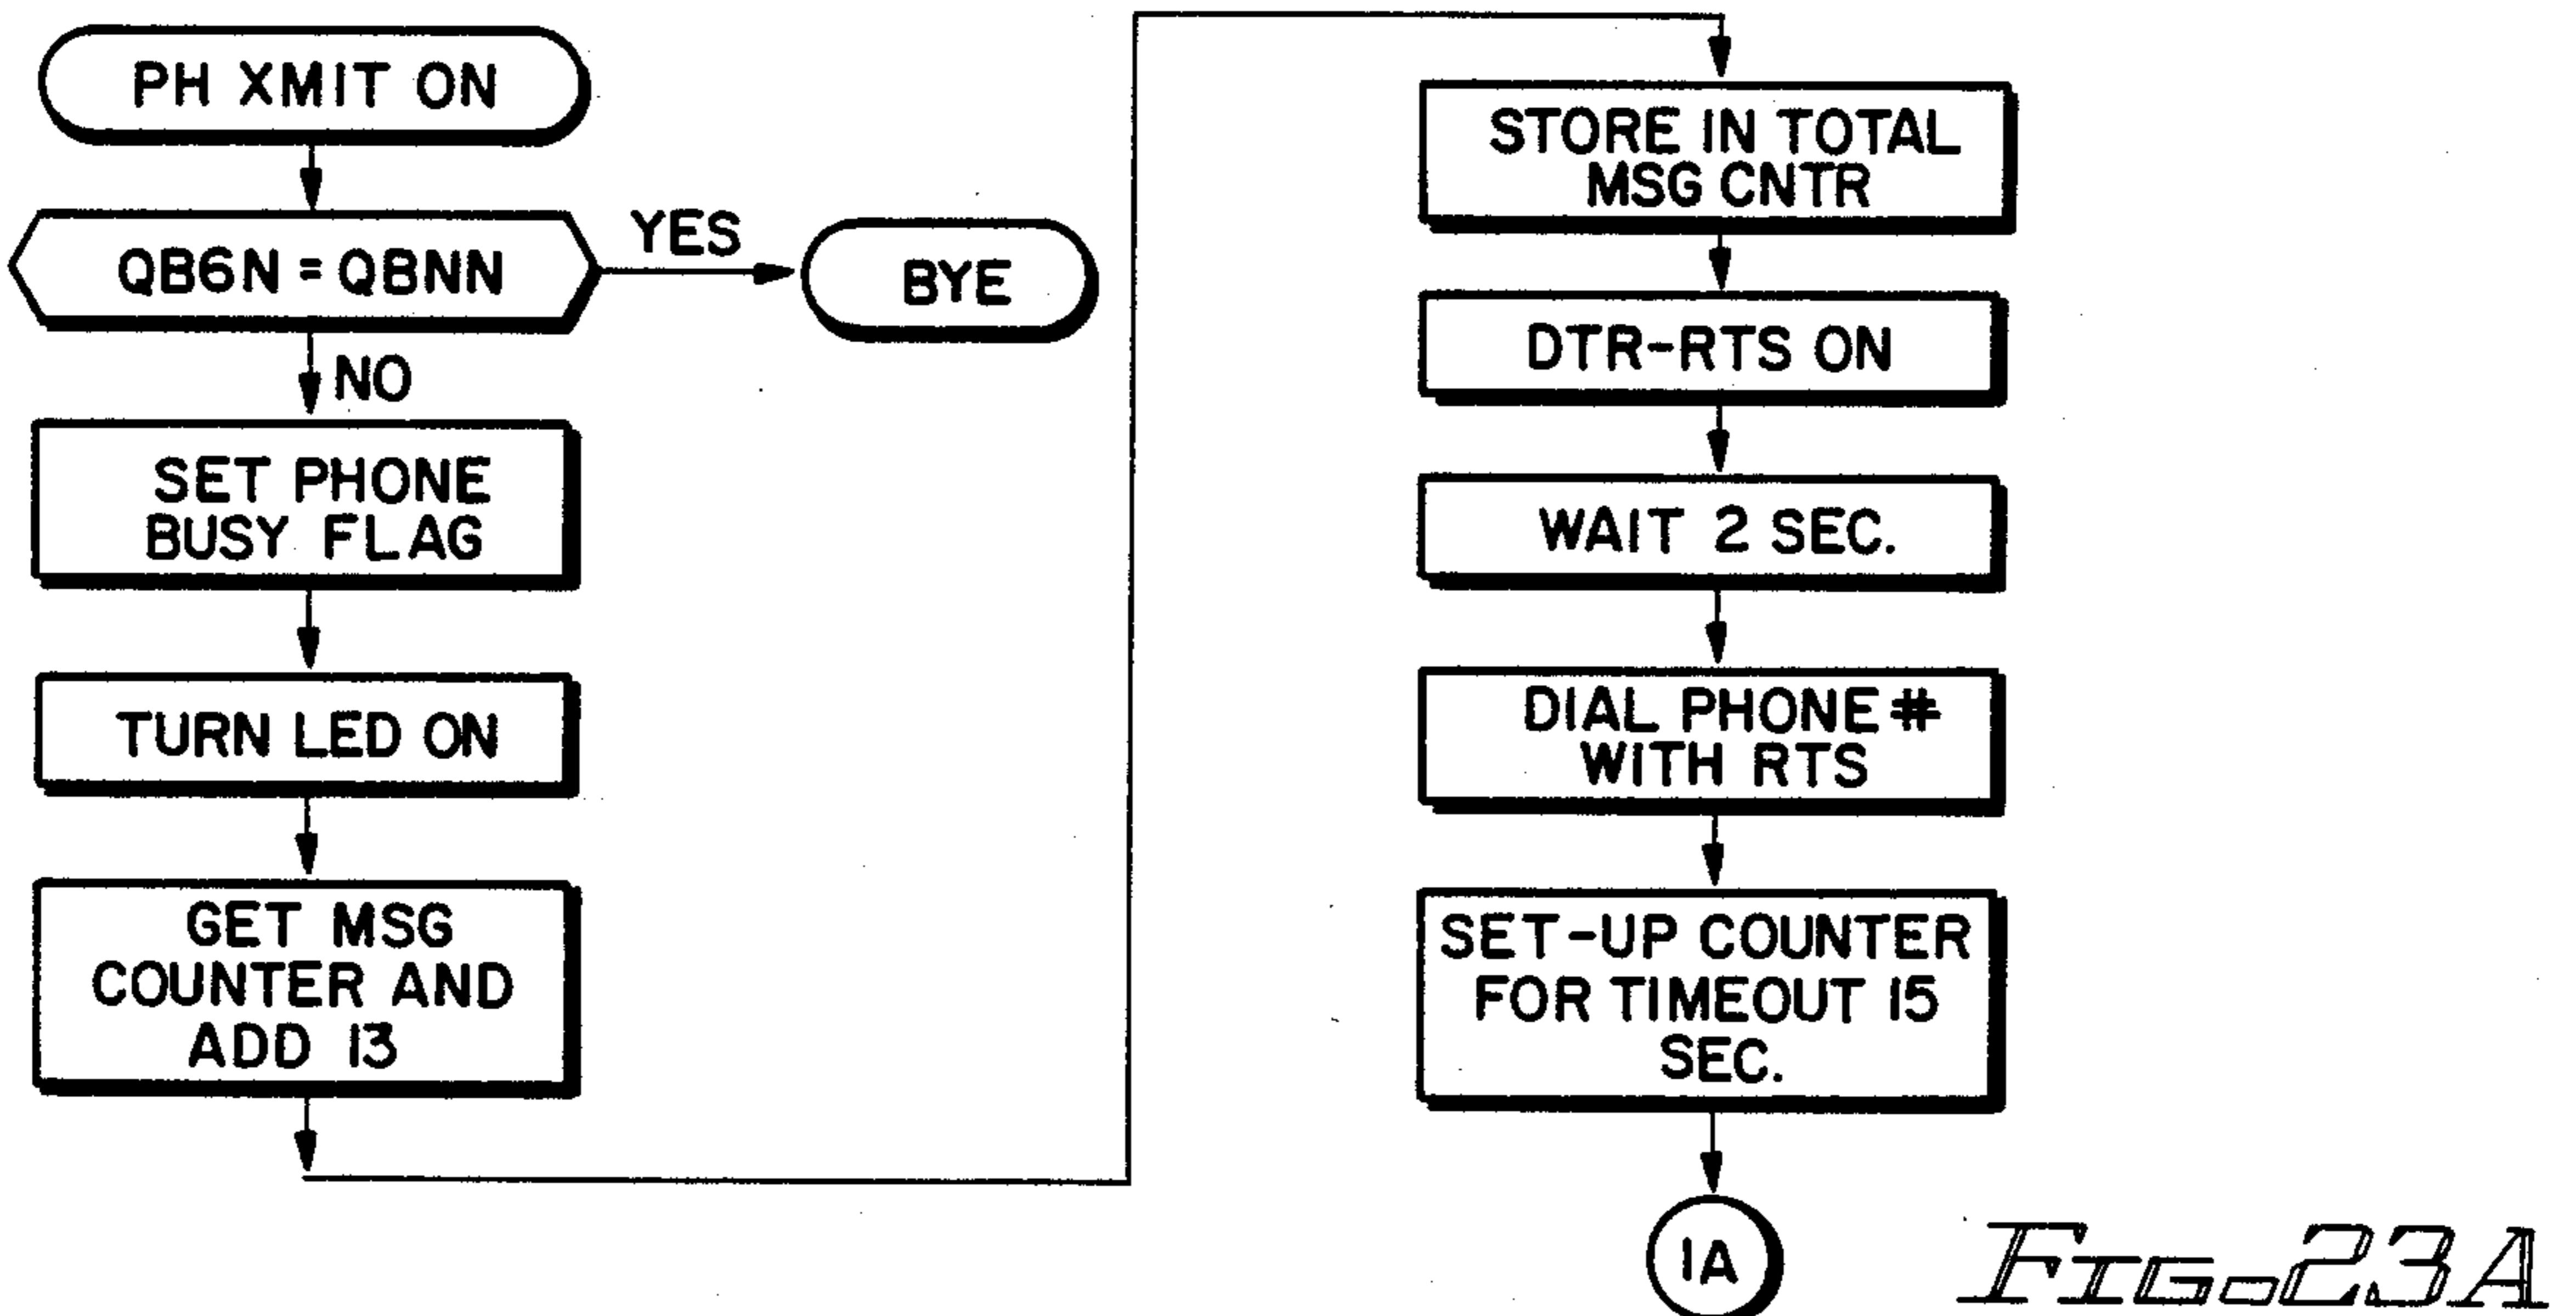 PH XMIT ON
QB6N = QBNN
YES
BYE
NO
SET PHONE
BUSY FLAG
TURN LED ON
GET MSG
COUNTER AND
ADD 13
STORE IN TOTAL
MSG CNTR
DTR-RTS ON
WAIT 2 SEC.
DIAL PHONE #
WITH RTS
SET-UP COUNTER
FOR TIMEOUT 15
SEC.
1A
FIG. 23A